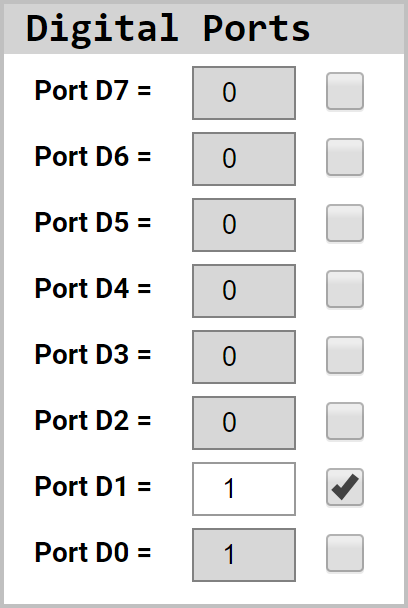 Digital Ports
Port D7 = 0
Port D6 = 0
Port D5 = 0
Port D4 = 0
Port D3 = 0
Port D2 = 0
Port D1 = 1
Port D0 = 1